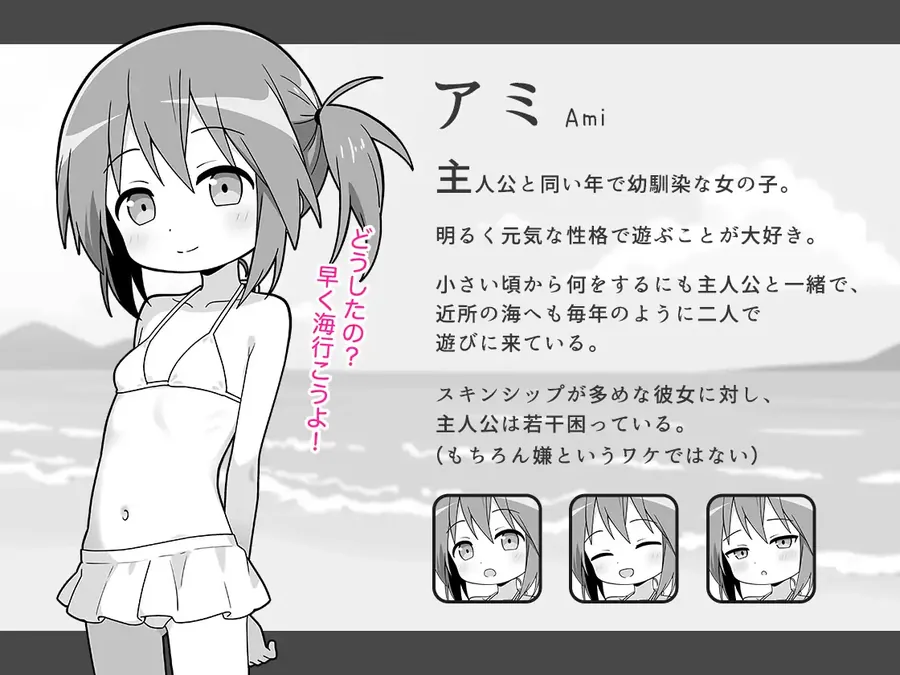 アミ Ami
主人公と同い年で幼馴染な女の子。
明るく元気な性格で遊ぶことが大好き。
小さい頃から何をするにも主人公と一緒で、
近所の海へも毎年のように二人で
遊びに来ている。
スキンシップが多めな彼女に対し、
主人公は若干困っている。
(もちろん嫌というワケではない)
どうしたの?
早く海行こうよ!